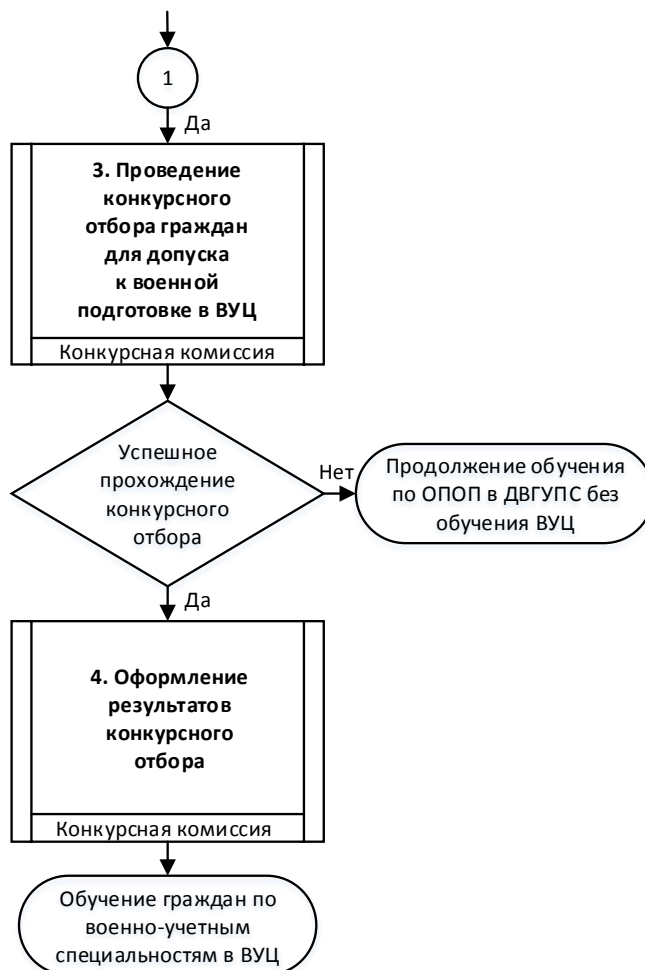 1
Да
3. Проведение
конкурсного
отбора граждан
для допуска
к военной
подготовке в ВУЦ
Конкурсная комиссия
Успешное
прохождение
конкурсного
отбора
Нет
Продолжение обучения
по ОПОП в ДВГУПС без
обучения ВУЦ
Да
4. Оформление
результатов
конкурсного
отбора
Конкурсная комиссия
Обучение граждан по
военно-учетным
специальностям в ВУЦ